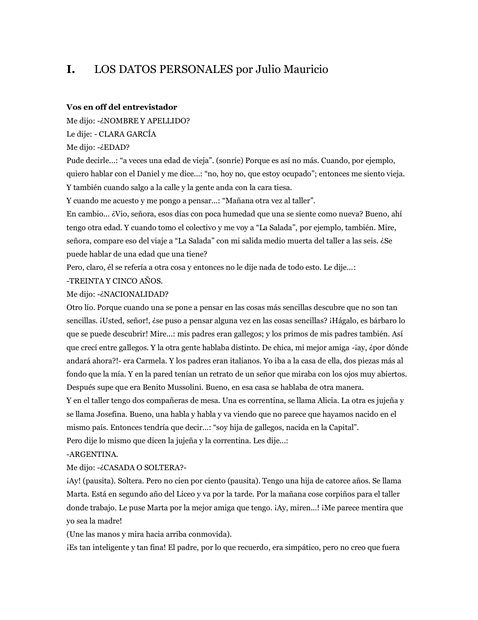 I. LOS DATOS PERSONALES por Julio Mauricio
Vos en off del entrevistador
Me dijo: -¿NOMBRE Y APELLIDO?
Le dije: - CLARA GARCÍA
Me dijo: -¿EDAD?
Pude decirle...: “a veces una edad de vieja”. (sonríe) Porque es así no más. Cuando, por ejemplo,
quiero hablar con el Daniel y me dice...: “no, hoy no, que estoy ocupado”; entonces me siento vieja.
Y también cuando salgo a la calle y la gente anda con la cara tiesa.
Y cuando me acuesto y me pongo a pensar...: “Mañana otra vez al taller”.
En cambio... ¿Vio, señora, esos días con poca humedad que una se siente como nueva? Bueno, ahí
tengo otra edad. Y cuando tomo el colectivo y me voy a “La Salada”, por ejemplo, también. Mire,
señora, compare eso del viaje a “La Salada” con mi salida medio muerta del taller a las seis. ¿Se
puede hablar de una edad que una tiene?
Pero, claro, él se refería a otra cosa y entonces no le dije nada de todo esto. Le dije...:
-TREINTA Y CINCO AÑOS.
Me dijo: -¿NACIONALIDAD?
Otro lío. Porque cuando una se pone a pensar en las cosas más sencillas descubre que no son tan
sencillas. ¡Usted, señor!, ¿se puso a pensar alguna vez en las cosas sencillas? ¡Hágalo, es bárbaro lo
que se puede descubrir! Mire...: mis padres eran gallegos; y los primos de mis padres también. Así
que crecí entre gallegos. Y la otra gente hablaba distinto. De chica, mi mejor amiga -¡ay, ¿por dónde
andará ahora?!- era Carmela. Y los padres eran italianos. Yo iba a la casa de ella, dos piezas más al
fondo que la mía. Y en la pared tenían un retrato de un señor que miraba con los ojos muy abiertos.
Después supe que era Benito Mussolini. Bueno, en esa casa se hablaba de otra manera.
Y en el taller tengo dos compañeras de mesa. Una es correntina, se llama Alicia. La otra es jujeña y
se llama Josefina. Bueno, una habla y habla y va viendo que no parece que hayamos nacido en el
mismo país. Entonces tendría que decir...: “soy hija de gallegos, nacida en la Capital”.
Pero dije lo mismo que dicen la jujeña y la correntina. Les dije...:
-ARGENTINA.
Me dijo: -¿CASADA O SOLTERA?-
¡Ay! (pausita). Soltera. Pero no cien por ciento (pausita). Tengo una hija de catorce años. Se llama
Marta. Está en segundo año del Liceo y va por la tarde. Por la mañana cose corpiños para el taller
donde trabajo. Le puse Marta por la mejor amiga que tengo. ¡Ay, miren...! ¡Me parece mentira que
yo sea la madre!
(Une las manos y mira hacia arriba conmovida).
¡Es tan inteligente y tan fina! El padre, por lo que recuerdo, era simpático, pero no creo que fuera